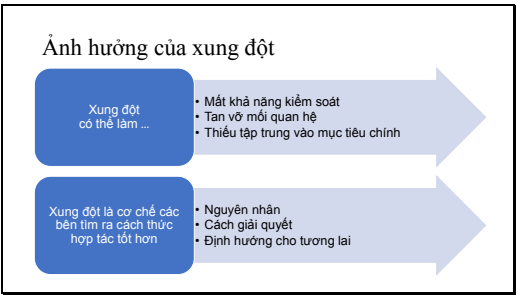 Ảnh hưởng của xung đột
Xung đột
có thể làm ...
• Mất khả năng kiểm soát
• Tan vỡ mối quan hệ
• Thiếu tập trung vào mục tiêu chính
Xung đột là cơ chế các
bên tìm ra cách thức
hợp tác tốt hơn
• Nguyên nhân
• Cách giải quyết
• Định hướng cho tương lai